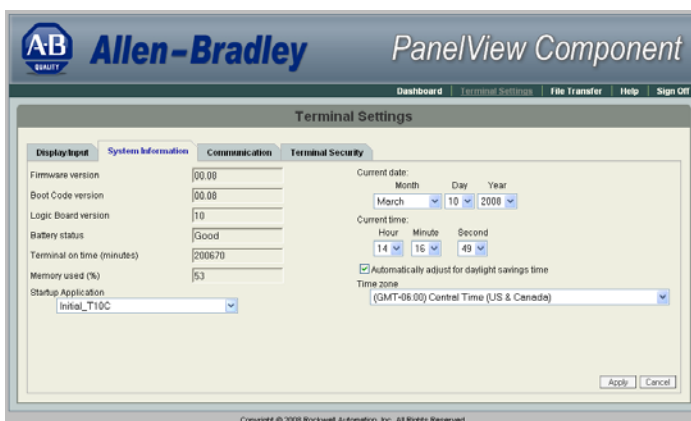 A-B
QUALITY
Allen-Bradley
PanelView Component
Dashboard | Terminal Settings | File Transfer | Help | Sign Off
Terminal Settings
Display/Input
System Information
Communication
Terminal Security
Firmware version 00.08
Boot Code version 00.08
Logic Board version 10
Battery status Good
Terminal on time (minutes) 200670
Memory used (%) 53
Startup Application
Initial_T10C
Current date:
Month Day Year
March 10 2008
Current time:
Hour Minute Second
14 16 49
Automatically adjust for daylight savings time
Time zone
(GMT-06:00) Central Time (US & Canada)
Apply Cancel
Copyright © 2008 Rockwell Automation, Inc. All Rights Reserved.